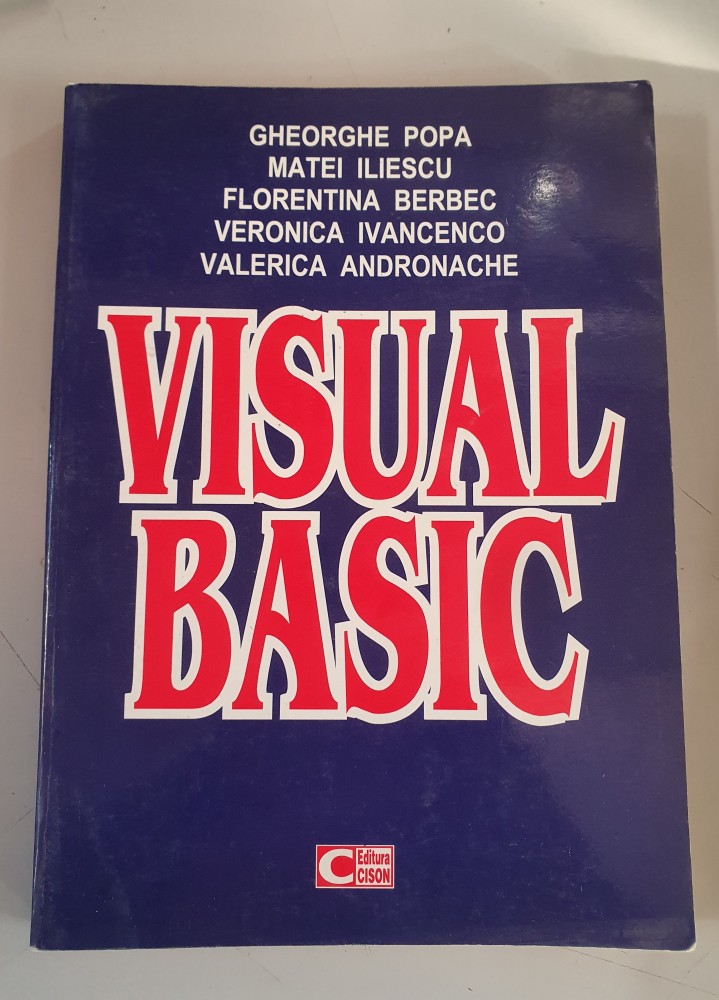 GHEORGHE POPA
MATEI ILIESCU
FLORENTINA BERBEC
VERONICA IVANCENCO
VALERICA ANDRONACHE
VISUAL
BASIC
C Editura
CISON